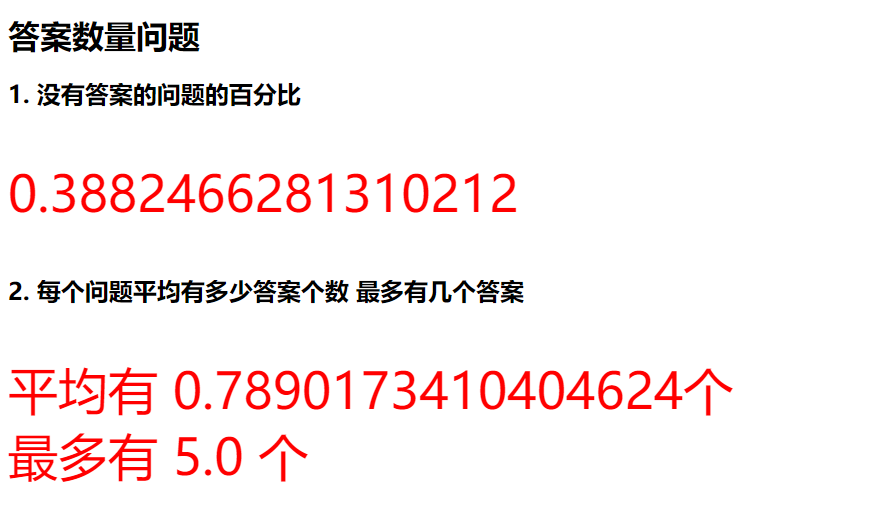 答案数量问题
1. 没有答案的问题的百分比
0.3882466281310212
2. 每个问题平均有多少答案个数 最多有几个答案
平均有 0.7890173410404624个
最多有 5.0 个